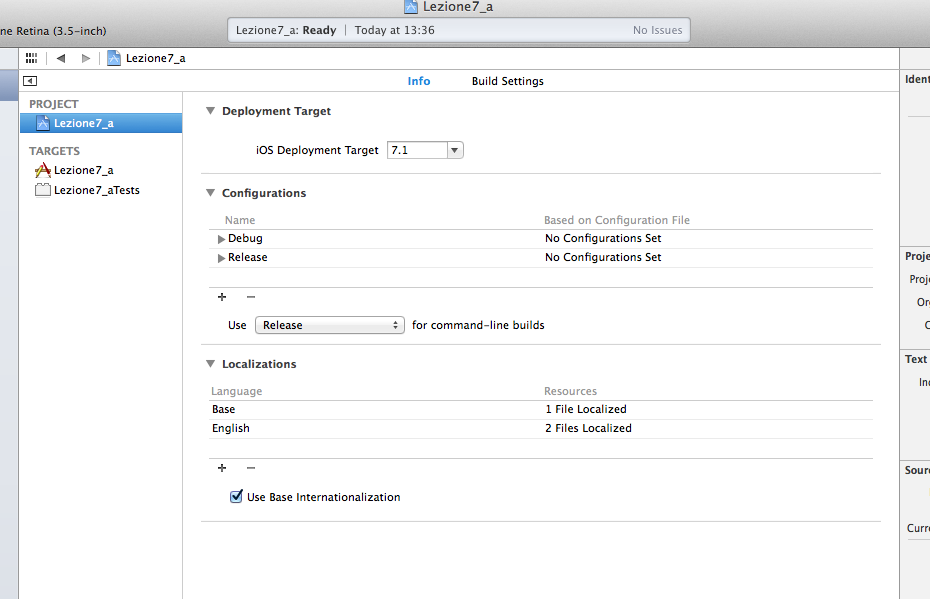 Lezione7_a
ne Retina (3.5-inch)
Lezione7_a: Ready | Today at 13:36
No Issues
Lezione7_a
Info
Build Settings
Ident
PROJECT
Lezione7_a
TARGETS
Lezione7_a
Lezione7_aTests
Deployment Target
iOS Deployment Target 7.1
Configurations
Name Based on Configuration File
Debug No Configurations Set
Release No Configurations Set
+ −
Use Release for command-line builds
Localizations
Language Resources
Base 1 File Localized
English 2 Files Localized
+ −
Use Base Internationalization
Proje
Proj
Or
C
Text
In
Sour
Curr